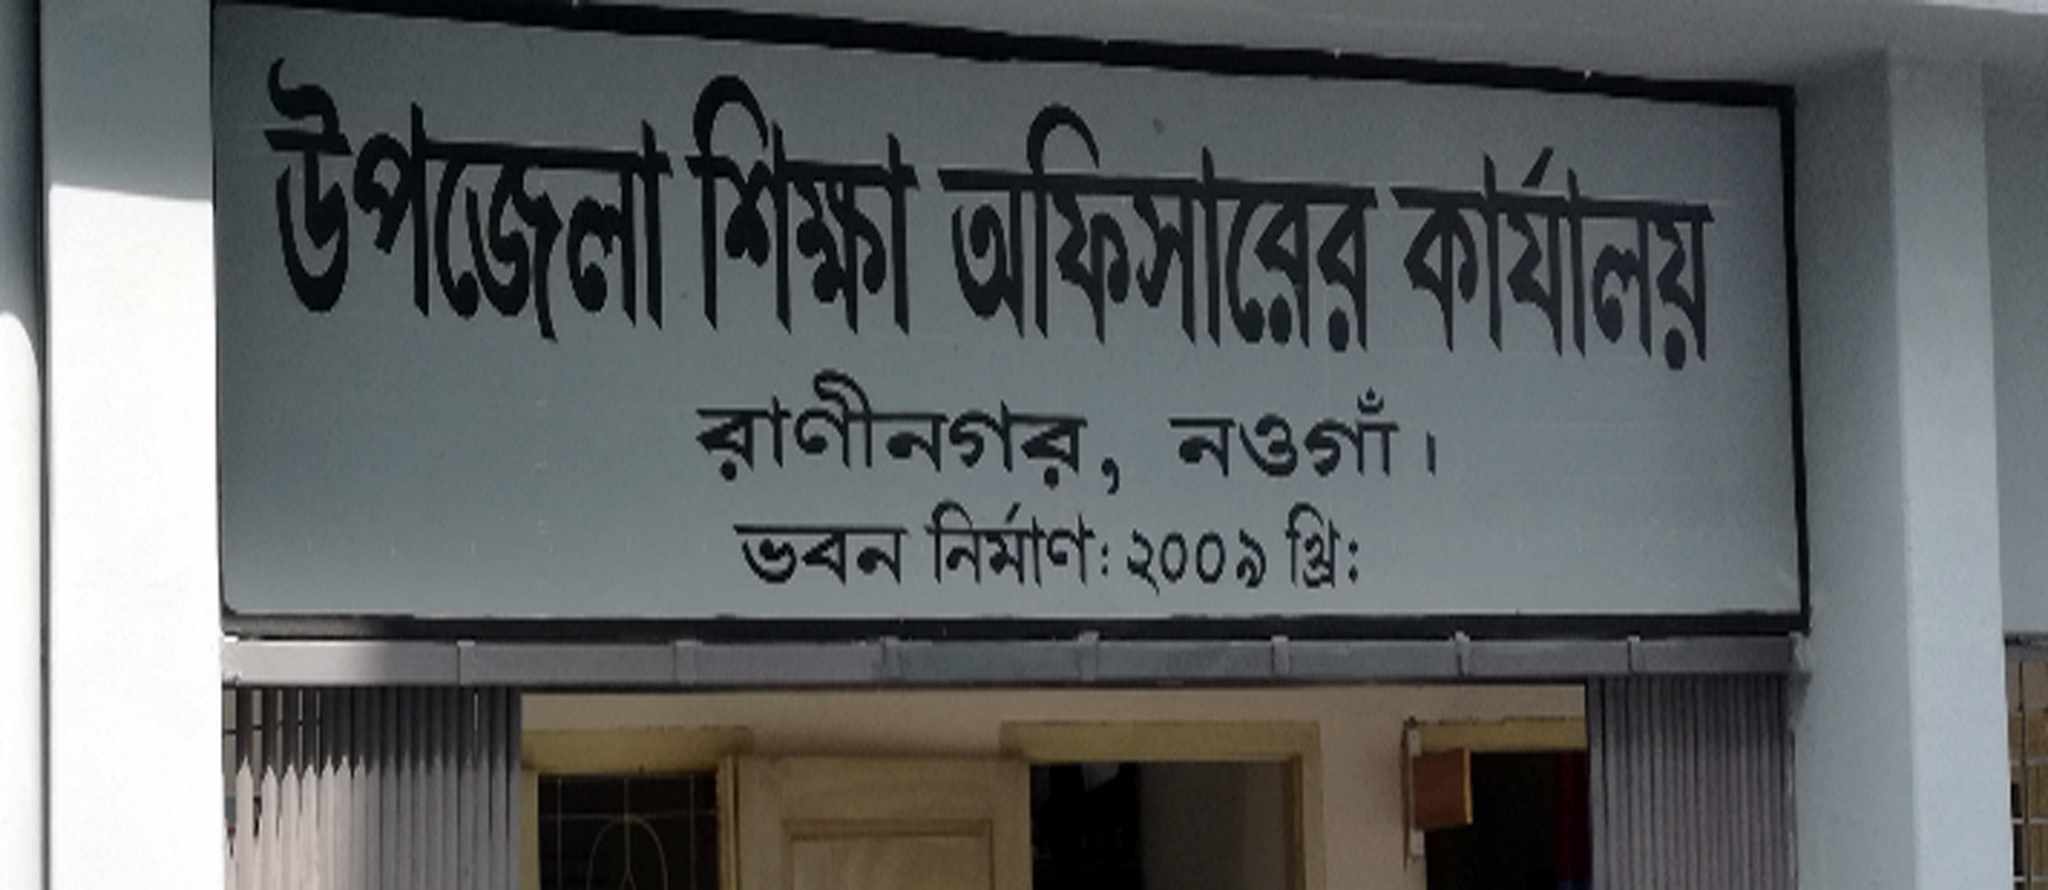 উপজেলা শিক্ষা অফিসারের কার্যালয়
রাণীনগর, নওগাঁ।
ভবন নির্মাণ: ২০০৯ খ্রি: